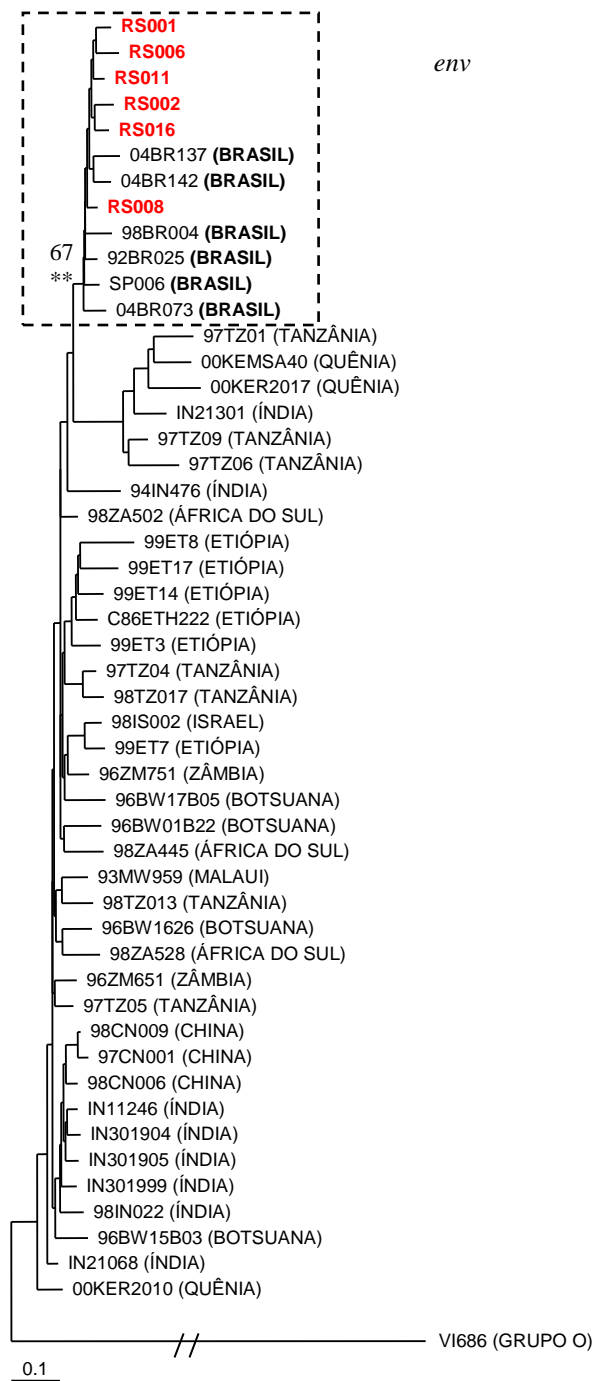 RS001
env
RS006
RS011
RS002
RS016
04BR137 (BRASIL)
04BR142 (BRASIL)
RS008
98BR004 (BRASIL)
67
92BR025 (BRASIL)
**
SP006 (BRASIL)
04BR073 (BRASIL)
97TZ01 (TANZÂNIA)
00KEMSA40 (QUÊNIA)
00KER2017 (QUÊNIA)
IN21301 (ÍNDIA)
97TZ09 (TANZÂNIA)
97TZ06 (TANZÂNIA)
94IN476 (ÍNDIA)
98ZA502 (ÁFRICA DO SUL)
99ET8 (ETIÓPIA)
99ET17 (ETIÓPIA)
99ET14 (ETIÓPIA)
C86ETH222 (ETIÓPIA)
99ET3 (ETIÓPIA)
97TZ04 (TANZÂNIA)
98TZ017 (TANZÂNIA)
98IS002 (ISRAEL)
99ET7 (ETIÓPIA)
96ZM751 (ZÂMBIA)
96BW17B05 (BOTSUANA)
96BW01B22 (BOTSUANA)
98ZA445 (ÁFRICA DO SUL)
93MW959 (MALAUI)
98TZ013 (TANZÂNIA)
96BW1626 (BOTSUANA)
98ZA528 (ÁFRICA DO SUL)
96ZM651 (ZÂMBIA)
97TZ05 (TANZÂNIA)
98CN009 (CHINA)
97CN001 (CHINA)
98CN006 (CHINA)
IN11246 (ÍNDIA)
IN301904 (ÍNDIA)
IN301905 (ÍNDIA)
IN301999 (ÍNDIA)
98IN022 (ÍNDIA)
96BW15B03 (BOTSUANA)
IN21068 (ÍNDIA)
00KER2010 (QUÊNIA)
VI686 (GRUPO O)
0.1